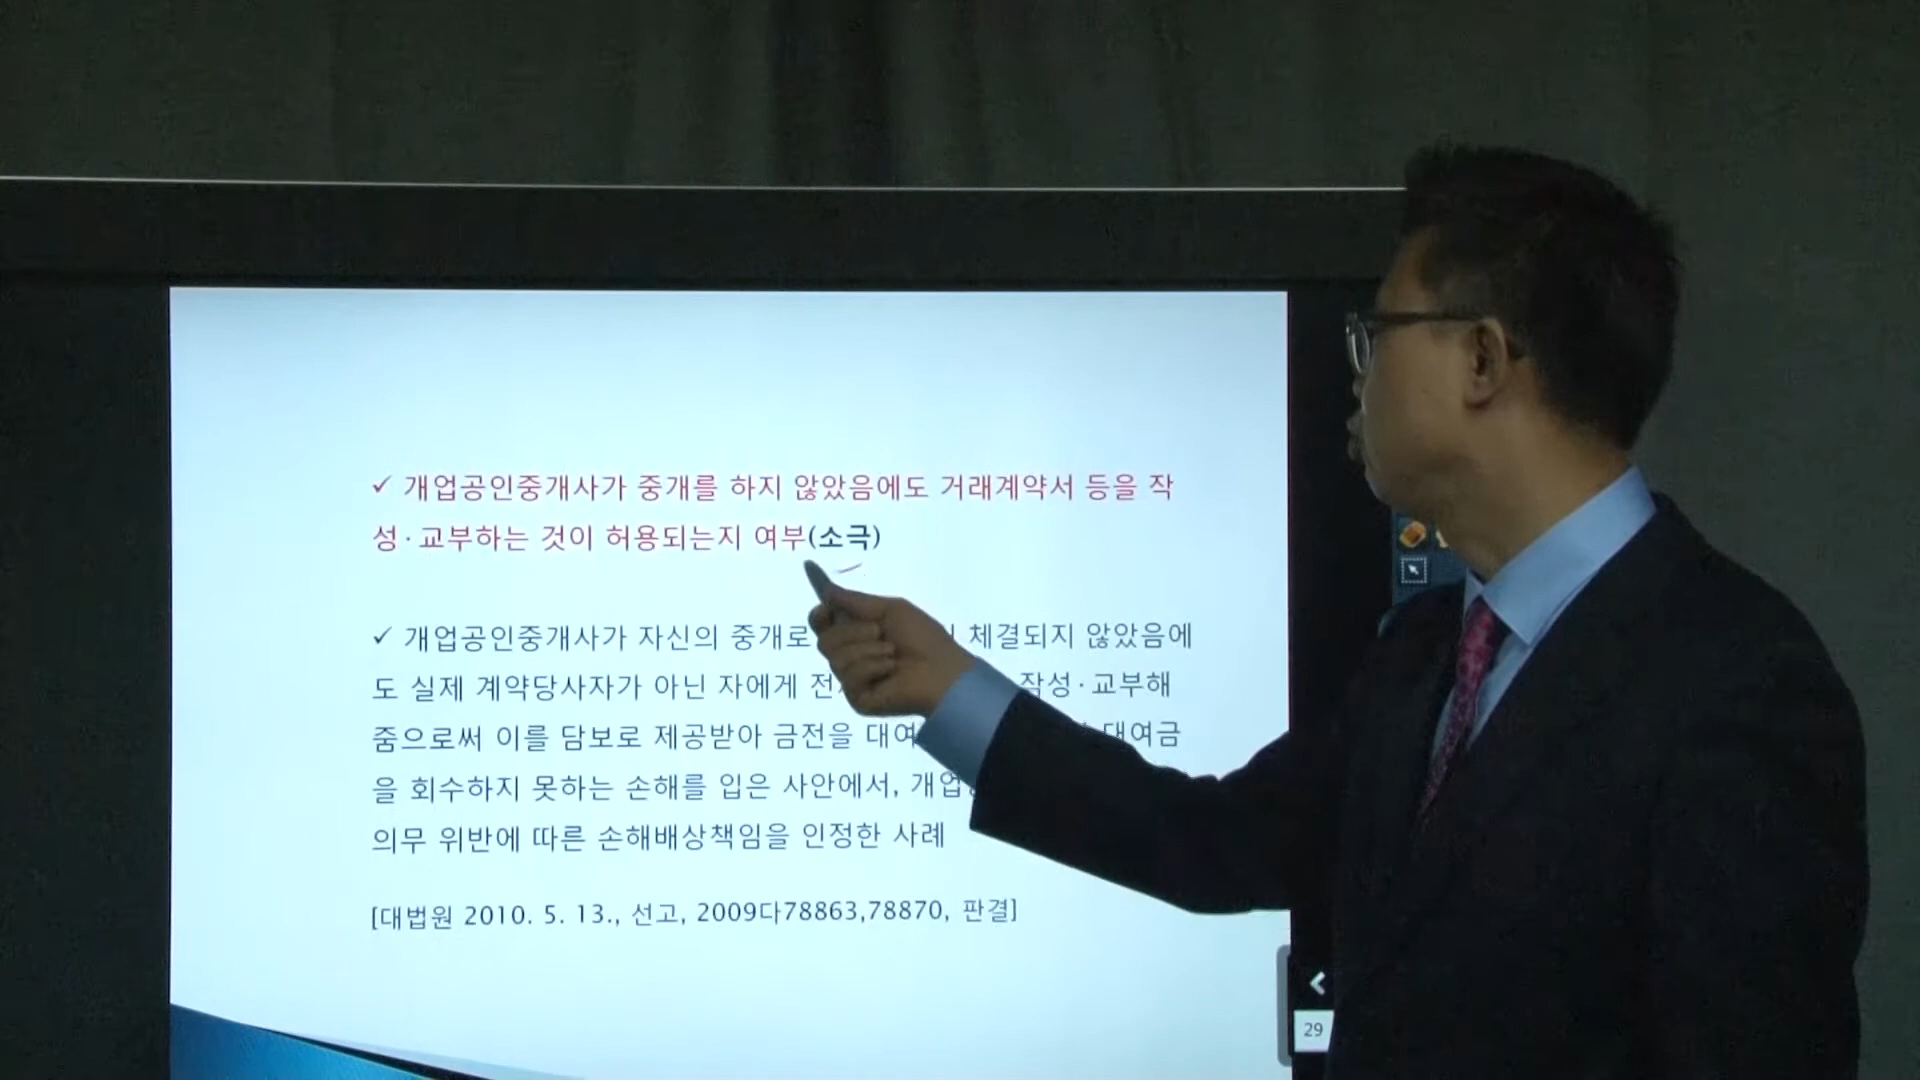 ✓ 개업공인중개사가 중개를 하지 않았음에도 거래계약서 등을 작
성·교부하는 것이 허용되는지 여부(소극)
✓ 개업공인중개사가 자신의 중개로 체결되지 않았음에
도 실제 계약당사자가 아닌 자에게 작성·교부해
줌으로써 이를 담보로 제공받아 금전을 대여금
을 회수하지 못하는 손해를 입은 사안에서,
의무 위반에 따른 손해배상책임을 인정한 사례
[대법원 2010. 5. 13., 선고, 2009다78863,78870, 판결]
29